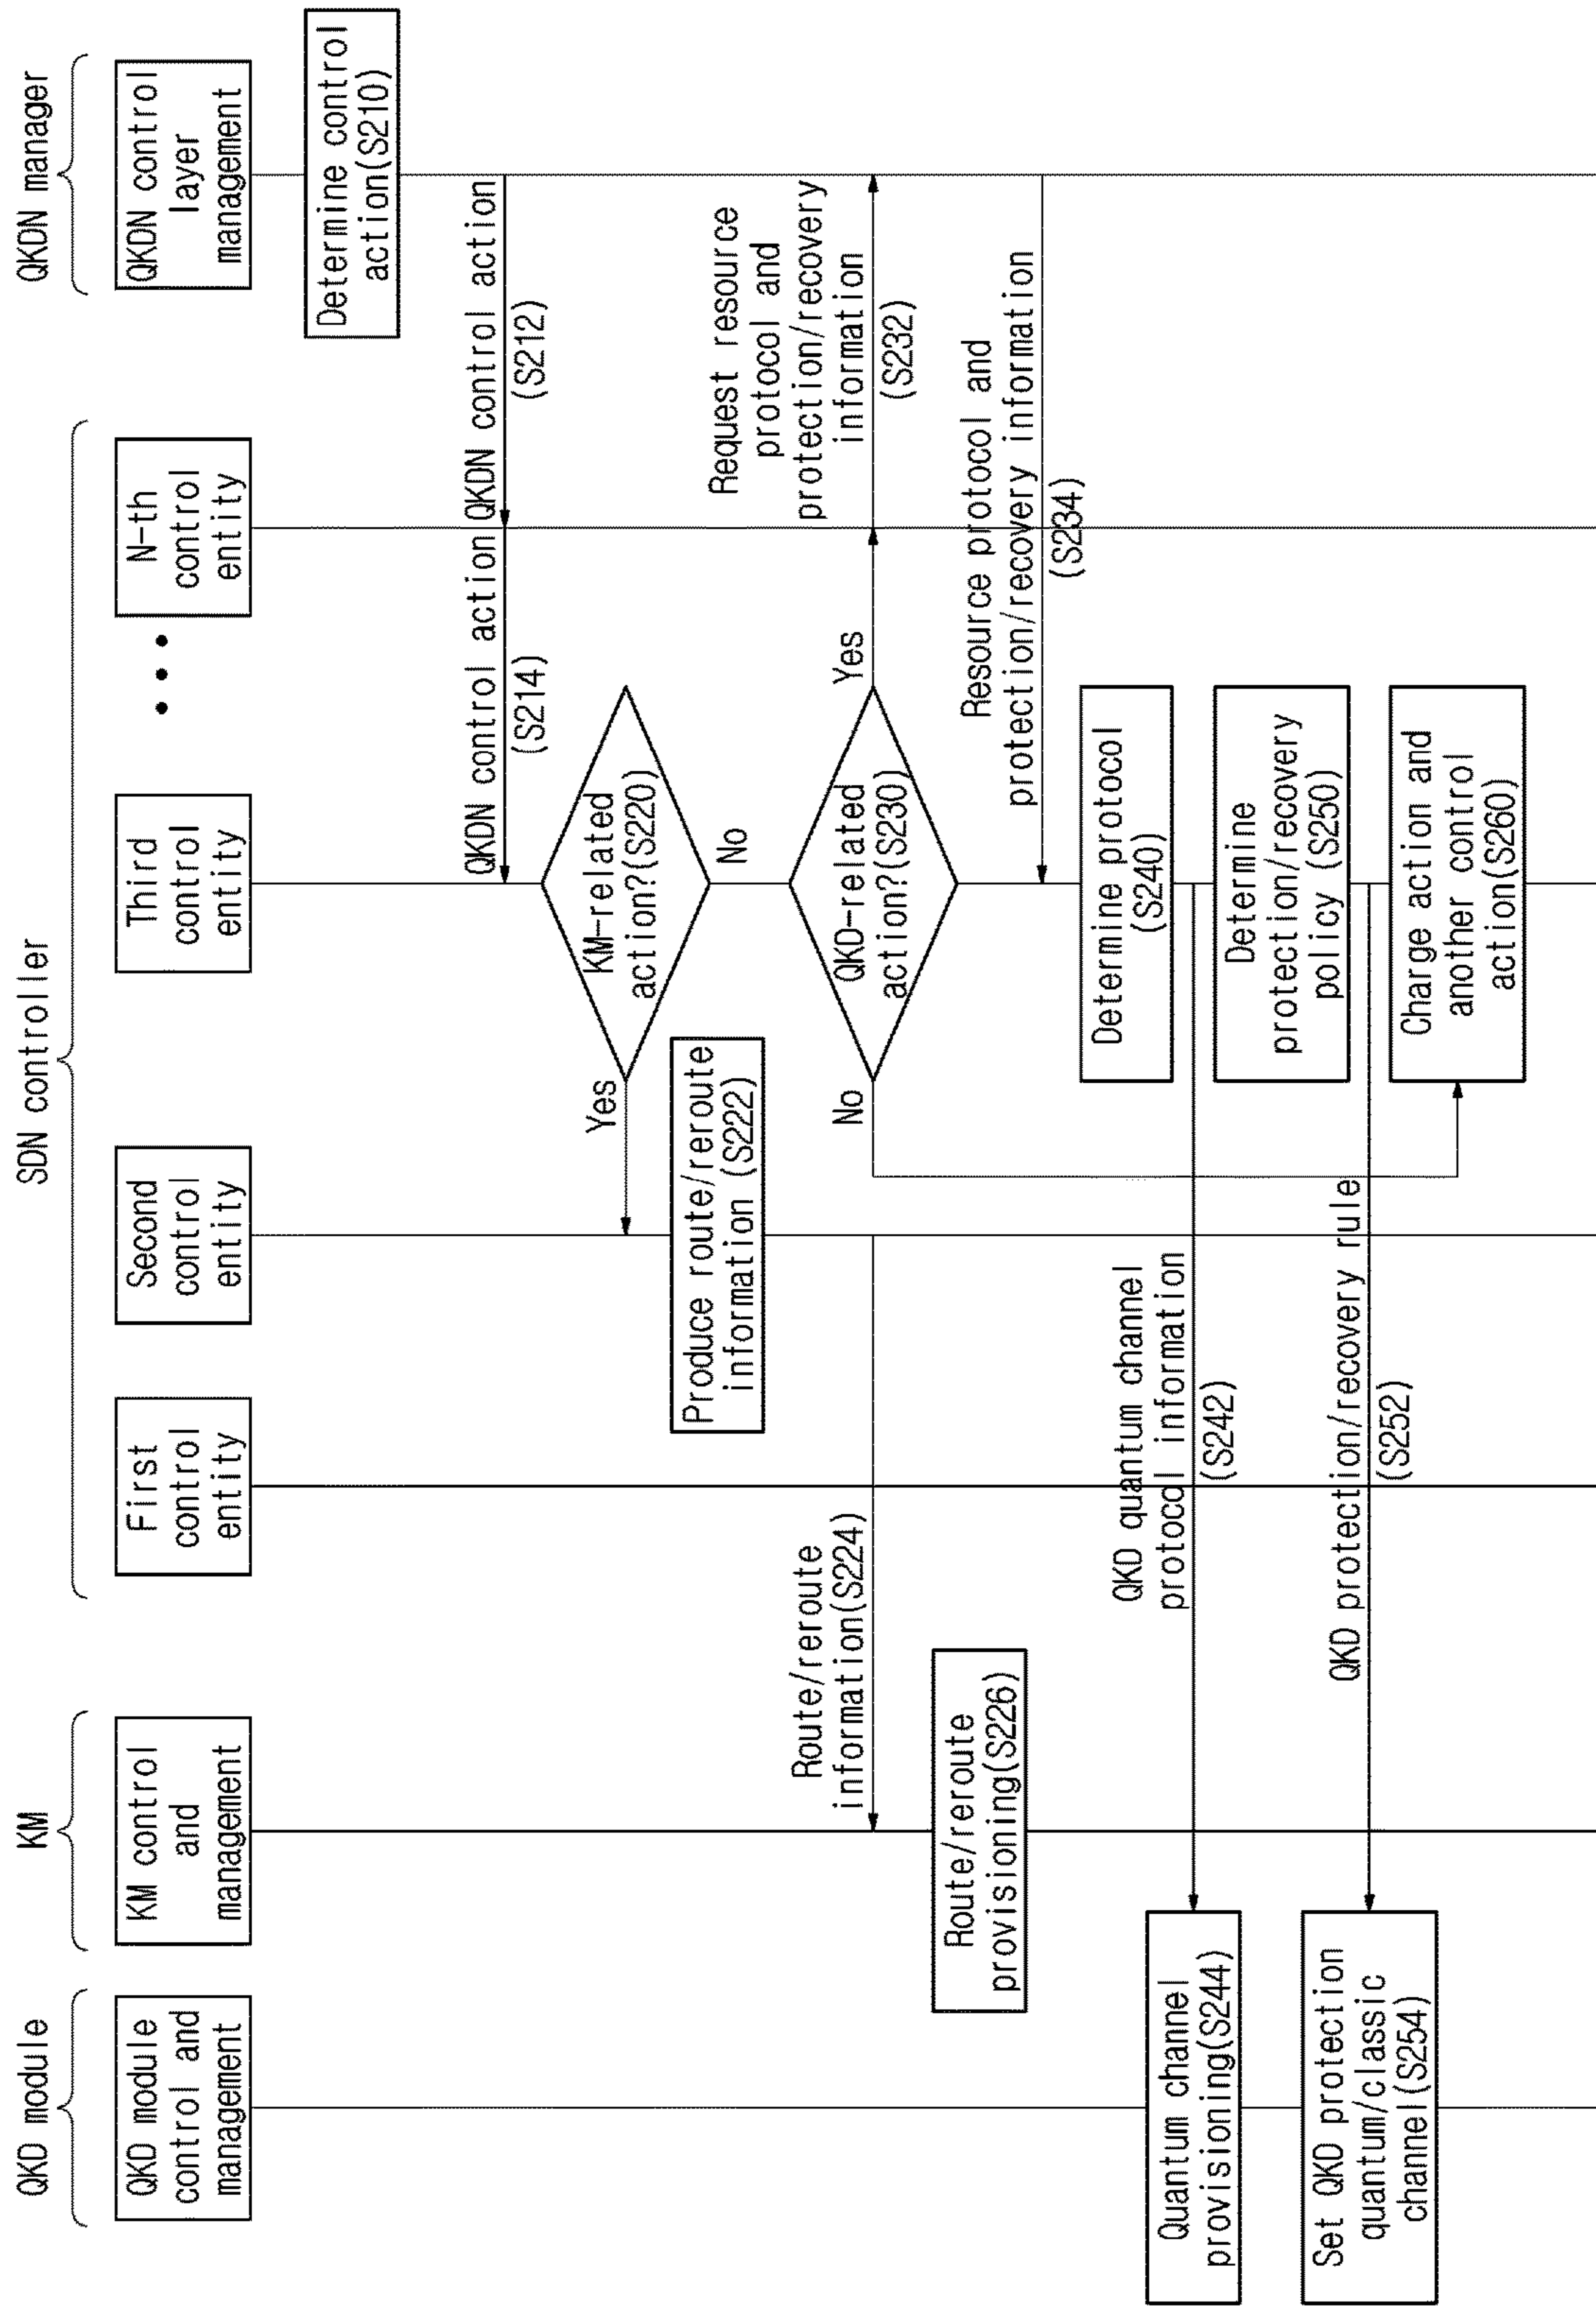 QKD module
KM
SDN controller
QKDN manager
QKD module
control and
management
KM control
and
management
First
control
entity
Second
control
entity
Third
control
entity
N-th
control
entity
QKDN control
layer
management
Determine control
action(S210)
QKDN control action
(S212)
QKDN control action
(S214)
KM-related
action?(S220)
Yes
No
Produce route/reroute
information (S222)
Route/reroute
information(S224)
Route/reroute
provisioning(S226)
QKD-related
action?(S230)
Yes
No
Request resource
protocol and
protection/recovery
information
(S232)
Resource protocol and
protection/recovery information
(S234)
Determine protocol
(S240)
QKD quantum channel
protocol information
(S242)
Quantum channel
provisioning(S244)
Determine
protection/recovery
policy (S250)
QKD protection/recovery rule
(S252)
Set QKD protection
quantum/classic
channel(S254)
Charge action and
another control
action(S260)